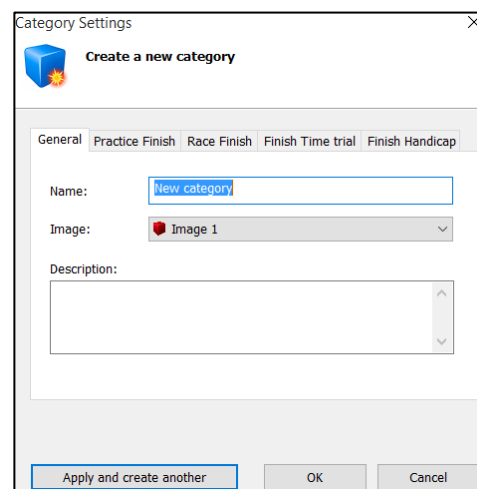 Category Settings
Create a new category
General Practice Finish Race Finish Finish Time trial Finish Handicap
Name: New category
Image: Image 1
Description:
Apply and create another OK Cancel